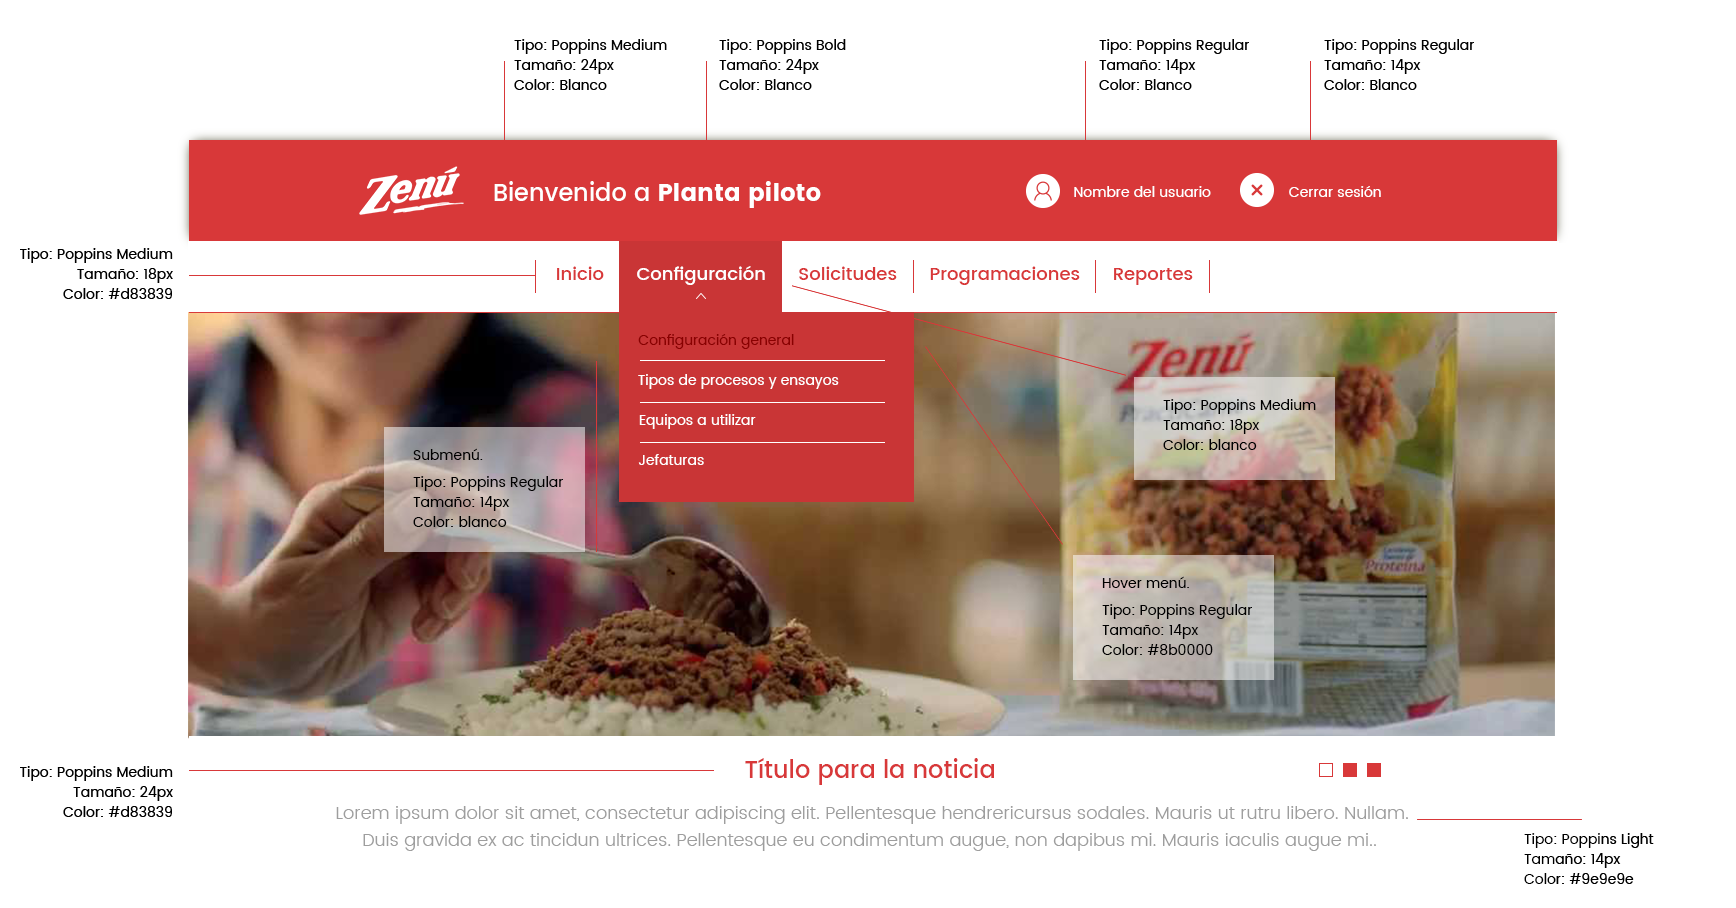 Tipo: Poppins Medium
Tamaño: 24px
Color: Blanco
Tipo: Poppins Bold
Tamaño: 24px
Color: Blanco
Tipo: Poppins Regular
Tamaño: 14px
Color: Blanco
Tipo: Poppins Regular
Tamaño: 14px
Color: Blanco
Zenú
Bienvenido a Planta piloto
Nombre del usuario
Cerrar sesión
Tipo: Poppins Medium
Tamaño: 18px
Color: #d83839
Inicio
Configuración
Solicitudes
Programaciones
Reportes
Configuración general
Tipos de procesos y ensayos
Equipos a utilizar
Jefaturas
Zenú
Tipo: Poppins Medium
Tamaño: 18px
Color: blanco
Submenú.
Tipo: Poppins Regular
Tamaño: 14px
Color: blanco
Proteína
Hover menú.
Tipo: Poppins Regular
Tamaño: 14px
Color: #8b0000
Tipo: Poppins Medium
Tamaño: 24px
Color: #d83839
Título para la noticia
Lorem ipsum dolor sit amet, consectetur adipiscing elit. Pellentesque hendrericursus sodales. Mauris ut rutru libero. Nullam.
Duis gravida ex ac tincidun ultrices. Pellentesque eu condimentum augue, non dapibus mi. Mauris iaculis augue mi..
Tipo: Poppins Light
Tamaño: 14px
Color: #9e9e9e